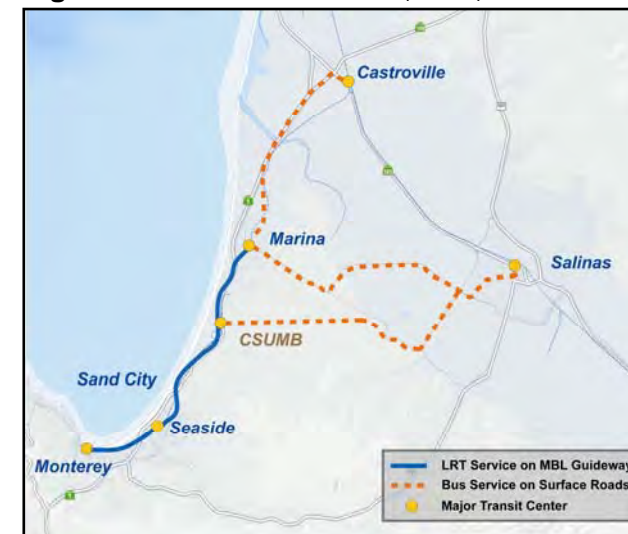 Castroville
Marina
Salinas
CSUMB
Sand City
Seaside
Monterey
LRT Service on MBL Guideway
Bus Service on Surface Roads
Major Transit Center